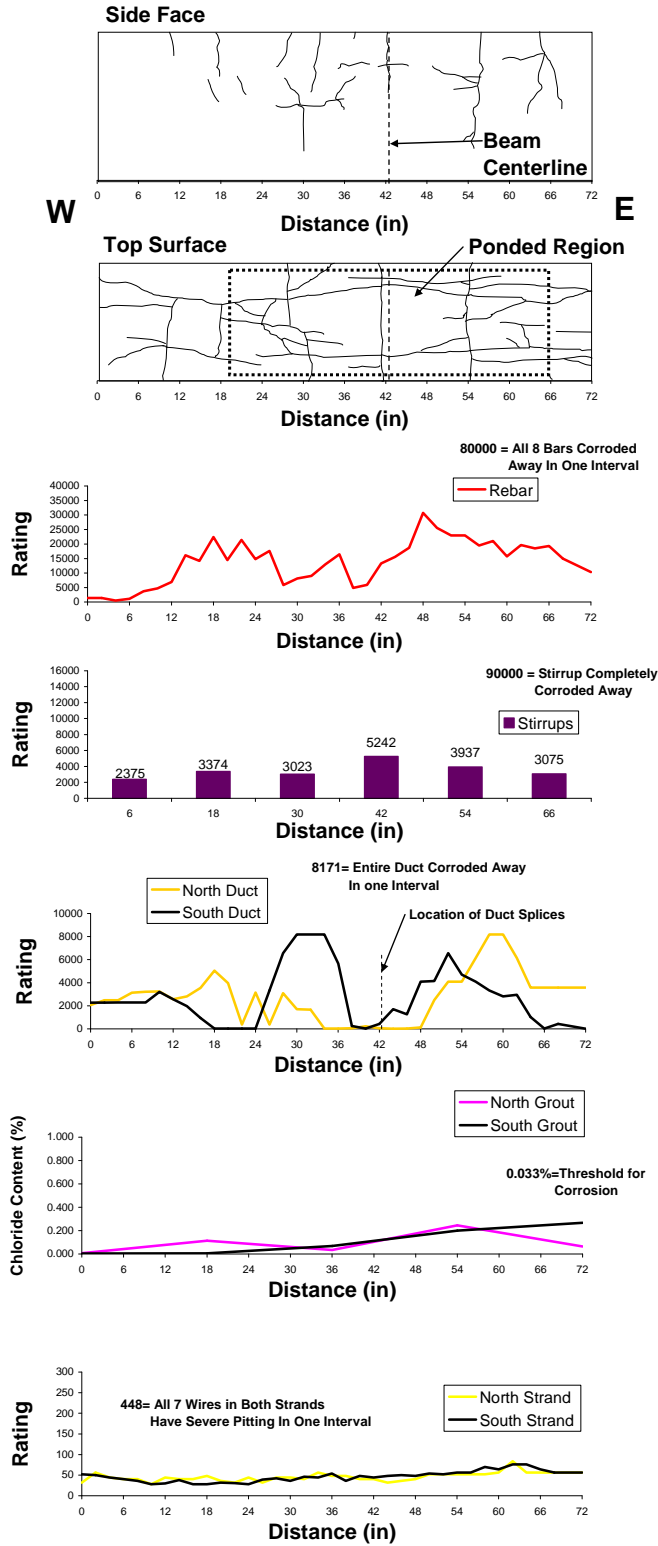 Side Face
Beam
Centerline
0 6 12 18 24 30 36 42 48 54 60 66 72
W
E
Distance (in)
Top Surface
Ponded Region
0 6 12 18 24 30 36 42 48 54 60 66 72
Distance (in)
80000 = All 8 Bars Corroded
Away In One Interval
Rebar
Rating
40000
35000
30000
25000
20000
15000
10000
5000
0
0 6 12 18 24 30 36 42 48 54 60 66 72
Distance (in)
90000 = Stirrup Completely
Corroded Away
Stirrups
Rating
16000
14000
12000
10000
8000
6000
4000
2000
0
2375 3374 3023 5242 3937 3075
6 18 30 42 54 66
Distance (in)
8171= Entire Duct Corroded Away
In one Interval
North Duct
South Duct
Location of Duct Splices
Rating
10000
8000
6000
4000
2000
0
0 6 12 18 24 30 36 42 48 54 60 66 72
Distance (in)
North Grout
South Grout
0.033%=Threshold for
Corrosion
Chloride Content (%)
1.000
0.800
0.600
0.400
0.200
0.000
0 6 12 18 24 30 36 42 48 54 60 66 72
Distance (in)
448= All 7 Wires in Both Strands
Have Severe Pitting In One Interval
North Strand
South Strand
Rating
300
250
200
150
100
50
0
0 6 12 18 24 30 36 42 48 54 60 66 72
Distance (in)